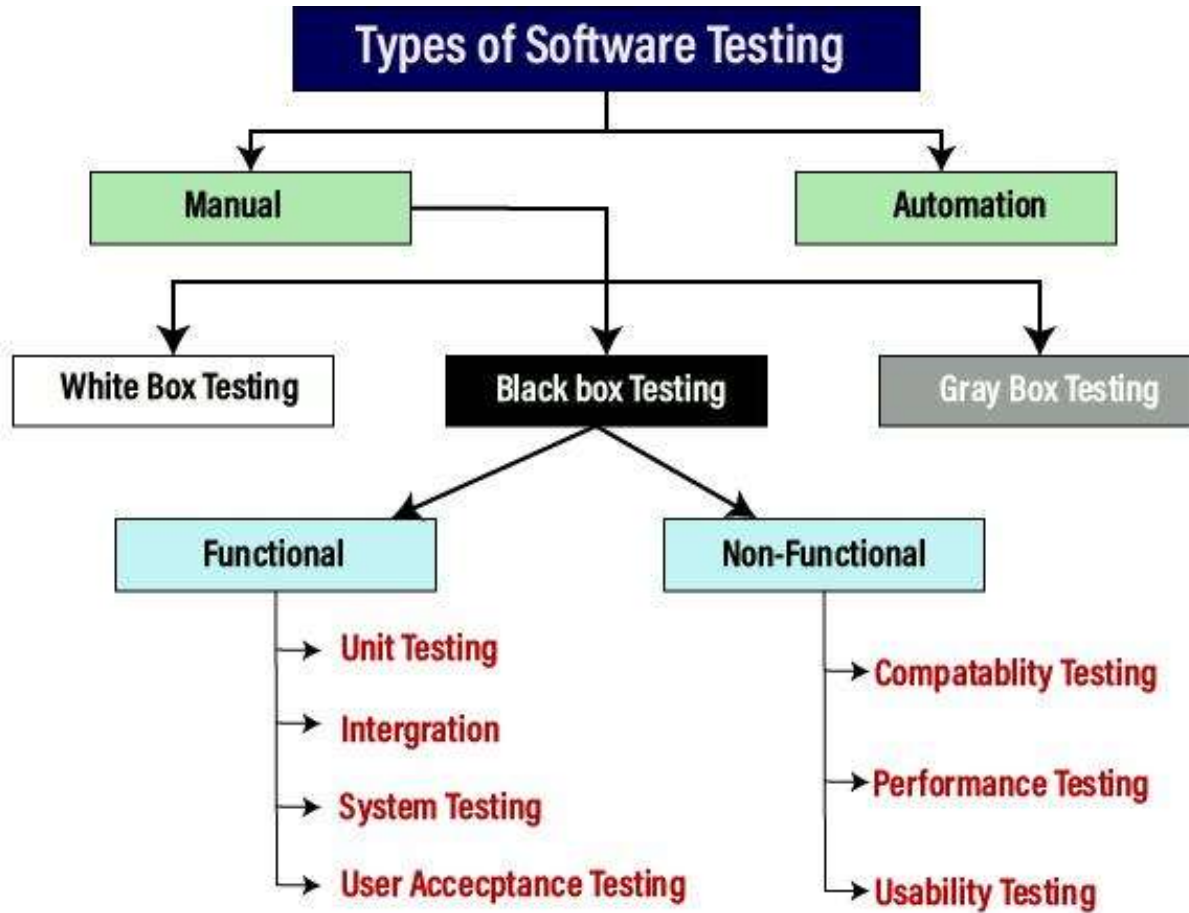 Types of Software Testing
Manual
Automation
White Box Testing
Black box Testing
Gray Box Testing
Functional
Non-Functional
Unit Testing
Intergration
System Testing
User Accecptance Testing
Compatablity Testing
Performance Testing
Usability Testing